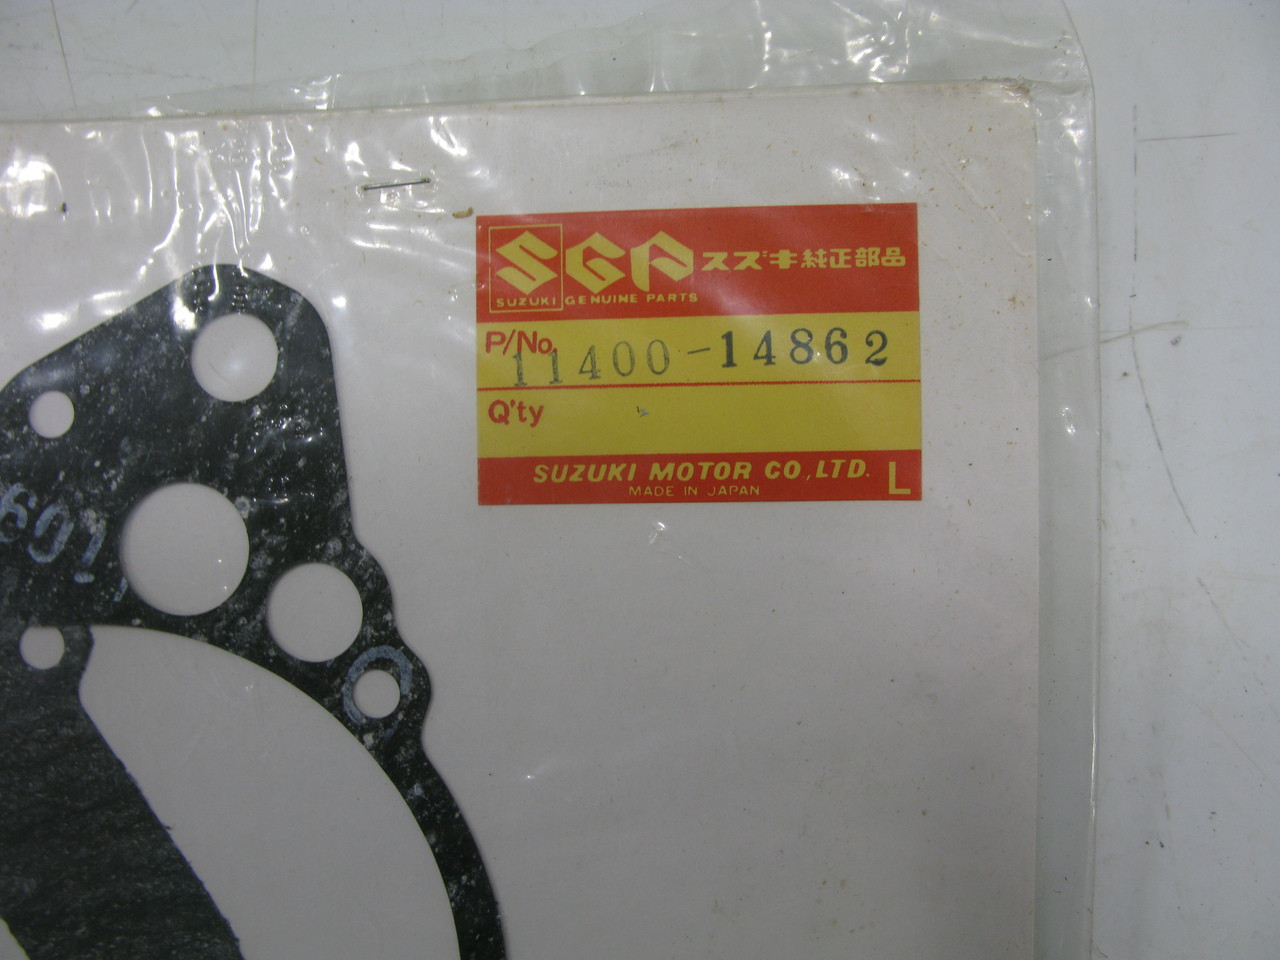 SGP スズキ純正部品
SUZUKI GENUINE PARTS
P/No. 11400-14862
Q'ty
SUZUKI MOTOR CO.,LTD. L
MADE IN JAPAN